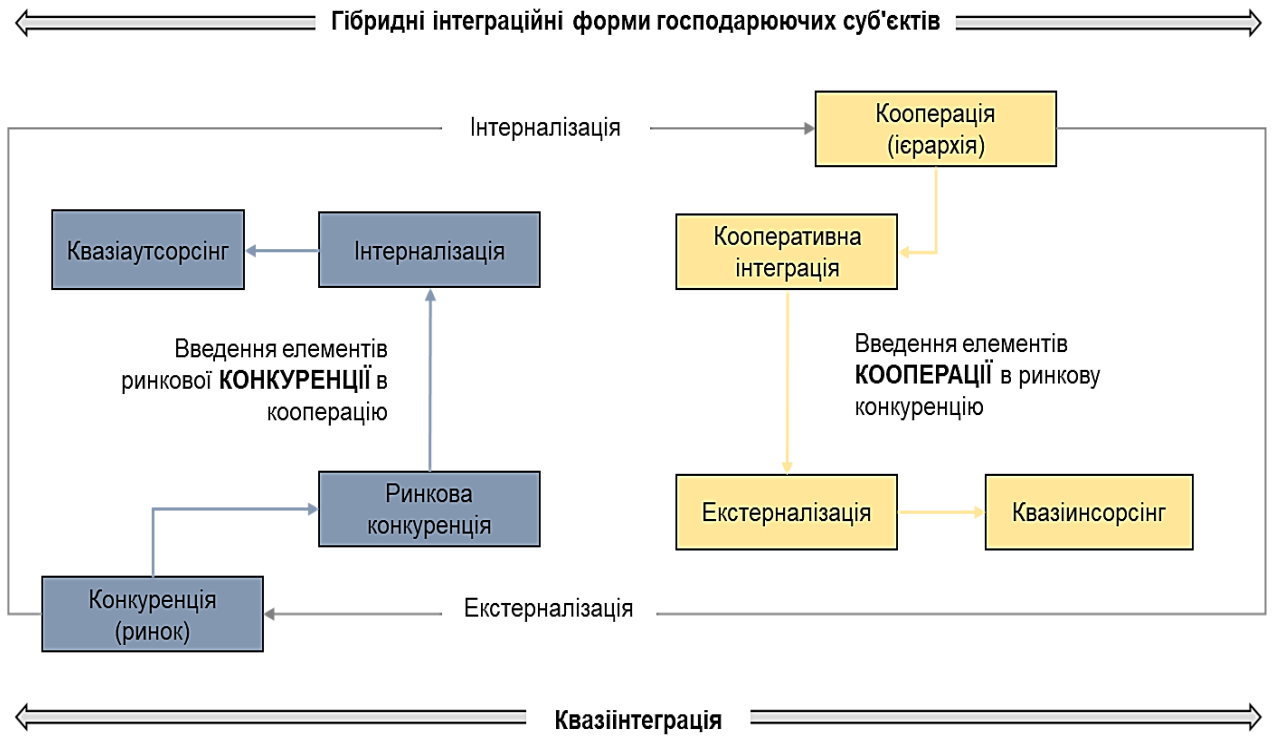 Гібридні інтеграційні форми господарюючих суб'єктів
Інтерналізація
Кооперація
(ієрархія)
Квазіаутсорсінг
Інтерналізація
Кооперативна
інтеграція
Введення елементів
ринкової КОНКУРЕНЦІЇ в
кооперацію
Введення елементів
КООПЕРАЦІЇ в ринкову
конкуренцію
Ринкова
конкуренція
Екстерналізація
Квазіинсорсінг
Конкуренція
(ринок)
Екстерналізація
Квазіінтеграція